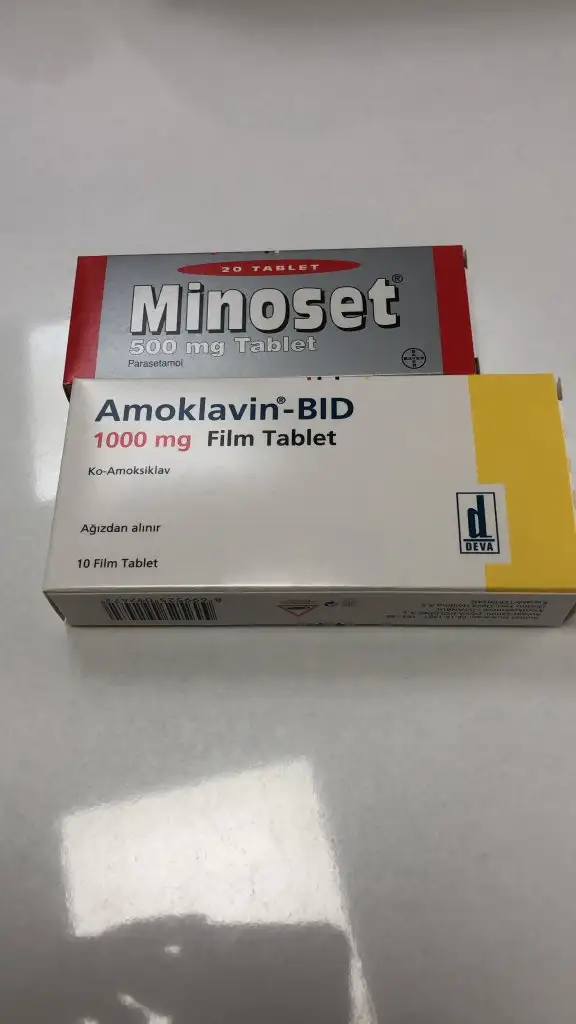 20 TABLET
Minoset®
500 mg Tablet
Parasetamol
BAYER
Amoklavin®-BID
1000 mg Film Tablet
Ko-Amoksiklav
Ağızdan alınır
d
DEVA
10 Film Tablet